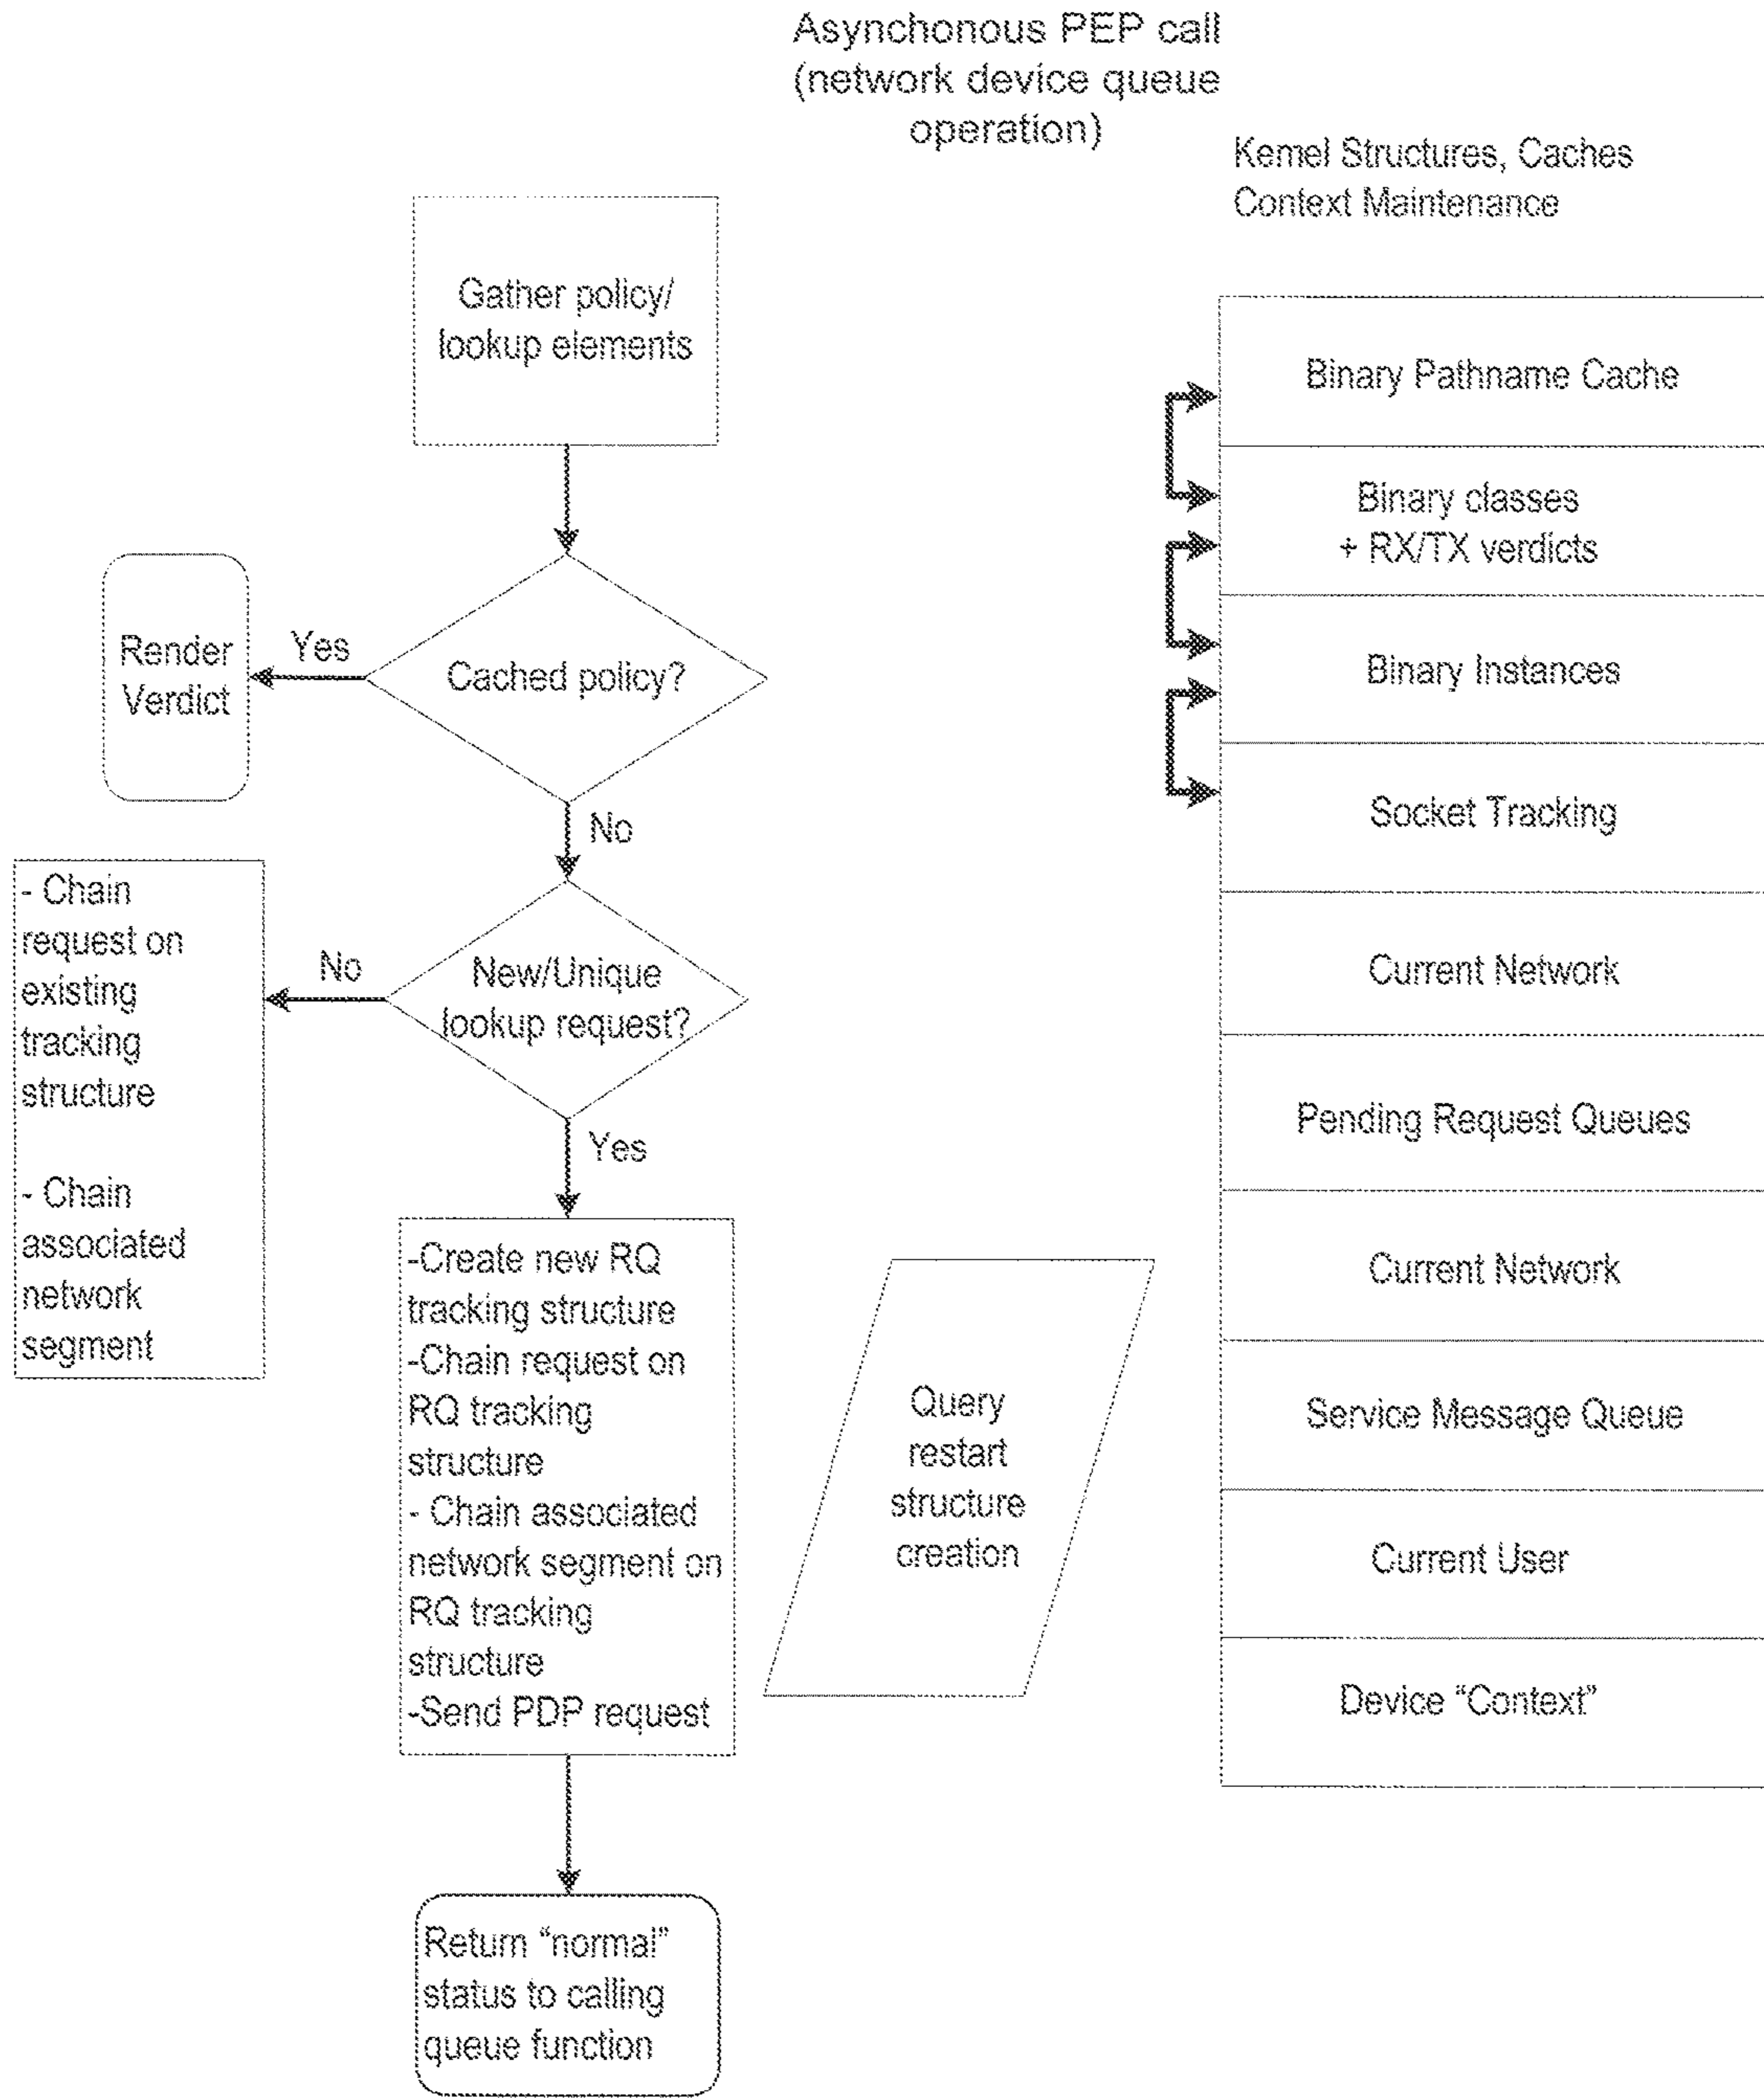 Asynchonous PEP call
(network device queue
operation)
Kernel Structures, Caches
Context Maintenance
Gather policy/
lookup elements
Cached policy?
Yes
Render
Verdict
No
New/Unique
lookup request?
No
- Chain
request on
existing
tracking
structure
- Chain
associated
network
segment
Yes
-Create new RQ
tracking structure
-Chain request on
RQ tracking
structure
- Chain associated
network segment on
RQ tracking
structure
-Send PDP request
Query
restart
structure
creation
Return “normal”
status to calling
queue function
Binary Pathname Cache
Binary classes
+ RX/TX verdicts
Binary Instances
Socket Tracking
Current Network
Pending Request Queues
Current Network
Service Message Queue
Current User
Device “Context”